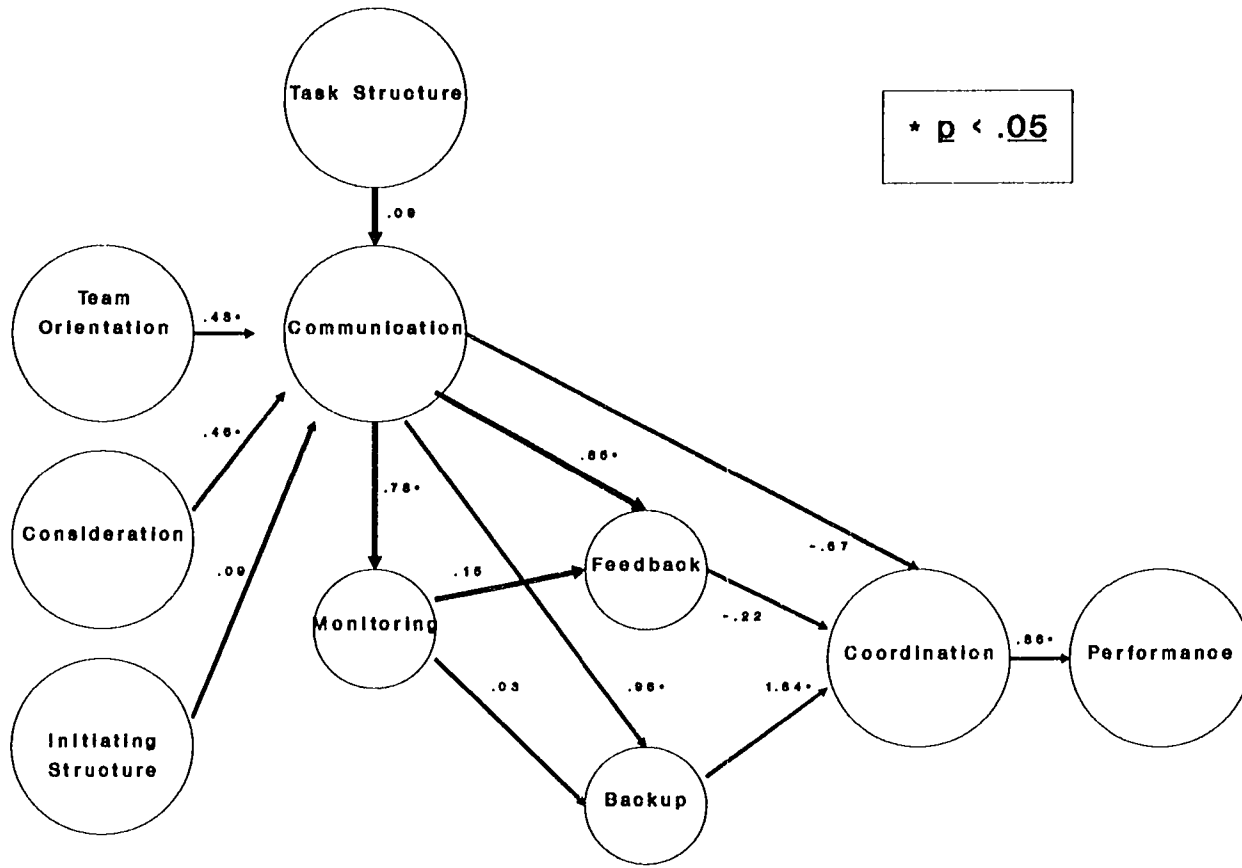 Task Structure
* p < .05
.09
Team
Orientation
.48*
Communication
.46*
.86*
.78*
Consideration
-.67
.09
.15
Feedback
Monitoring
-.22
Coordination
.86*
Performance
.03
.96*
1.64*
Initiating
Structure
Backup